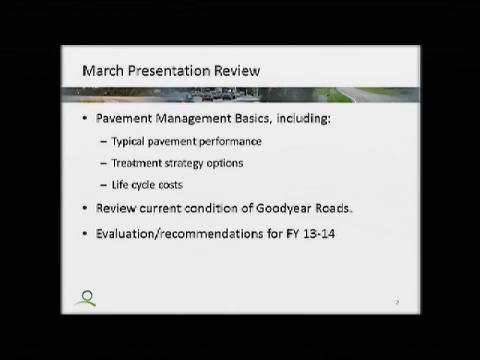 March Presentation Review
• Pavement Management Basics, including:
– Typical pavement performance
– Treatment strategy options
– Life cycle costs
• Review current condition of Goodyear Roads.
• Evaluation/recommendations for FY 13-14
2